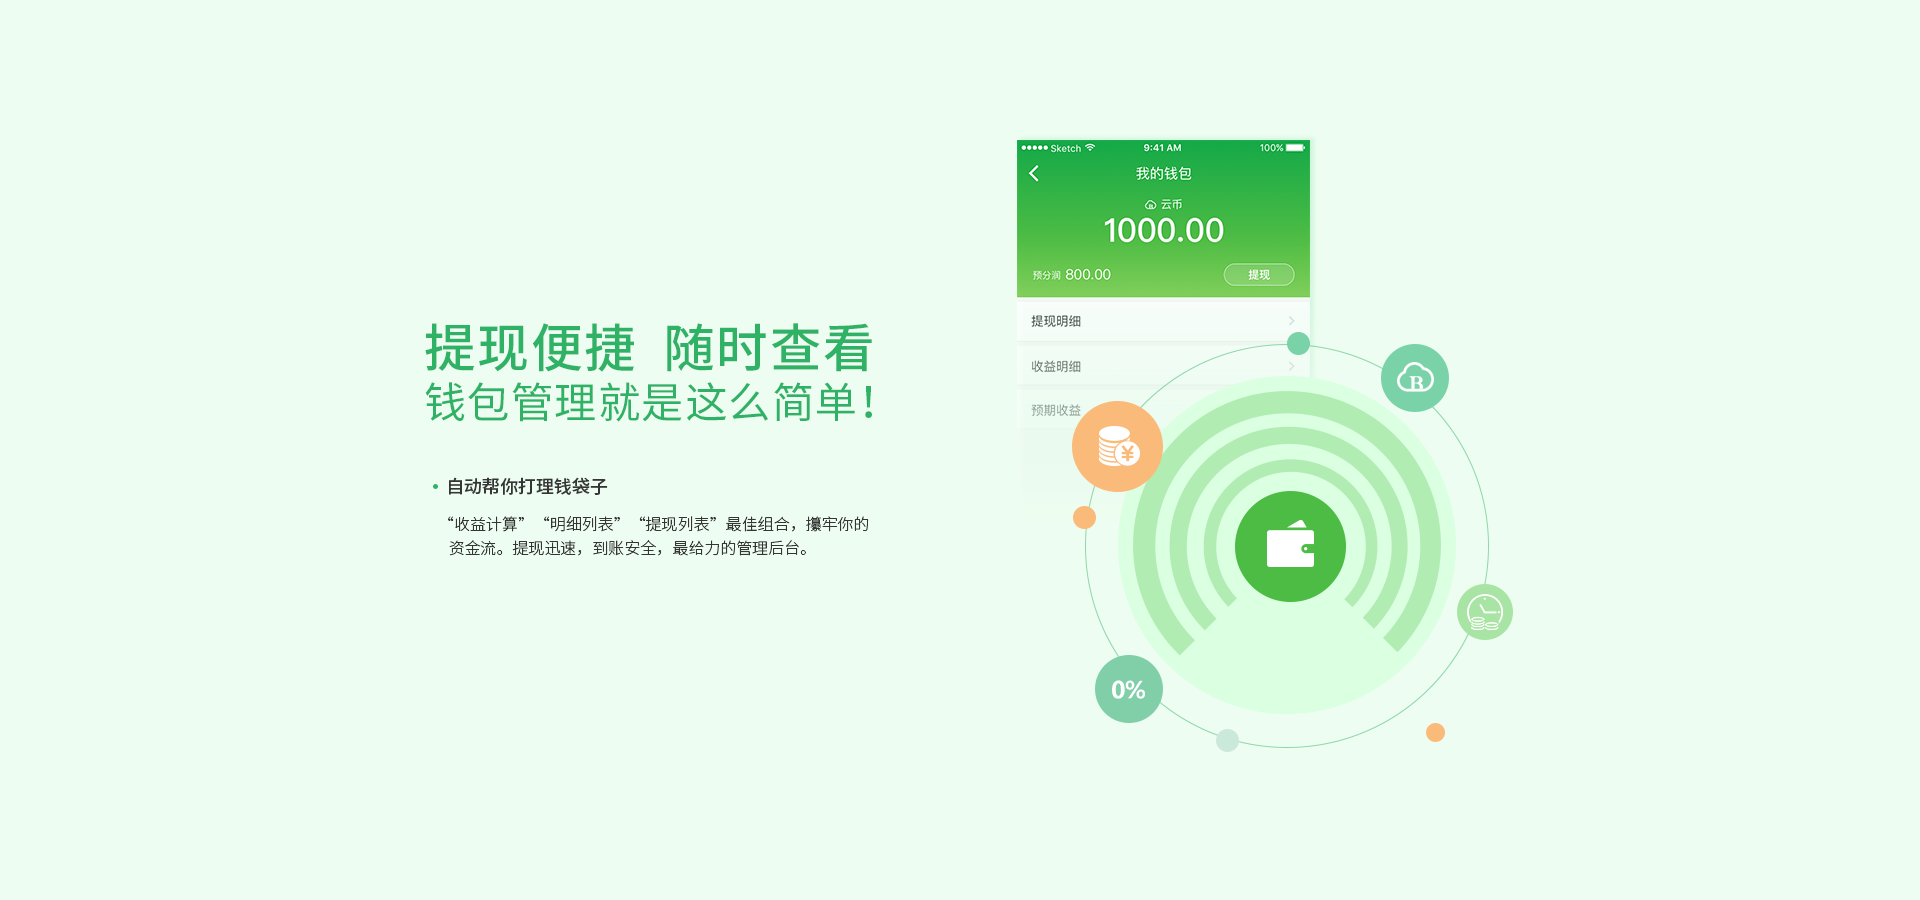 提现便捷 随时查看
钱包管理就是这么简单！
• 自动帮你打理钱袋子
“收益计算” “明细列表” “提现列表”最佳组合，攥牢你的
资金流。提现迅速，到账安全，最给力的管理后台。
Sketch 9:41 AM 100%
我的钱包
云币
1000.00
预分润 800.00 提现
提现明细
收益明细
预期收益
B
¥
0%